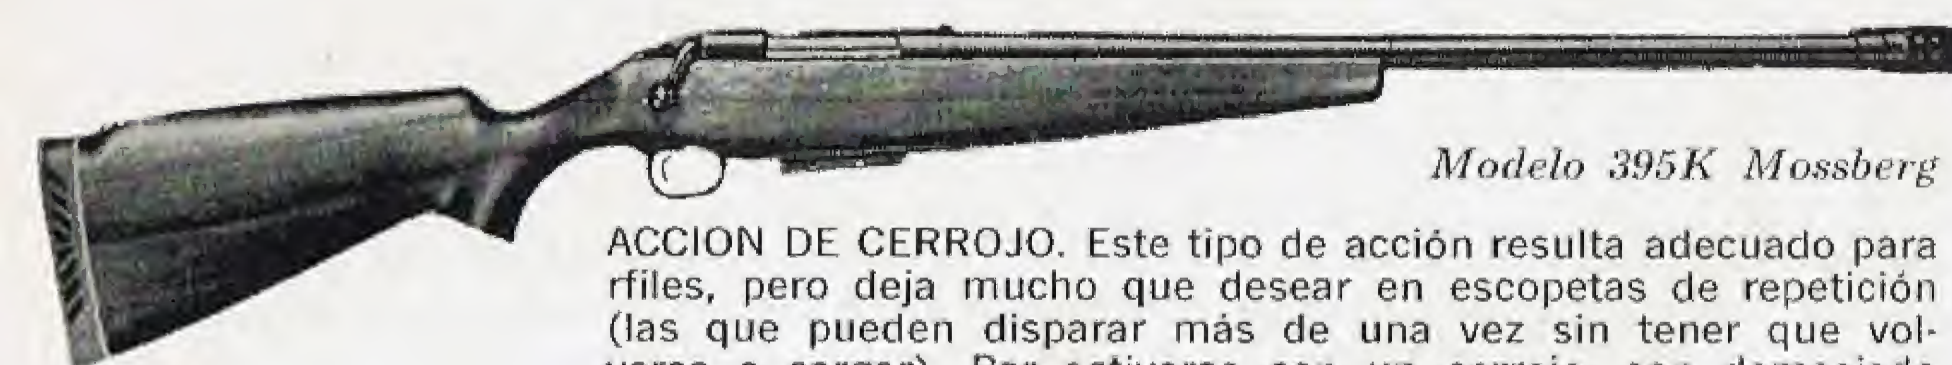 Modelo 395K Mossberg
ACCION DE CERROJO. Este tipo de acción resulta adecuado para
rfiles, pero deja mucho que desear en escopetas de repetición
(las que pueden disparar más de una vez sin tener que vol-